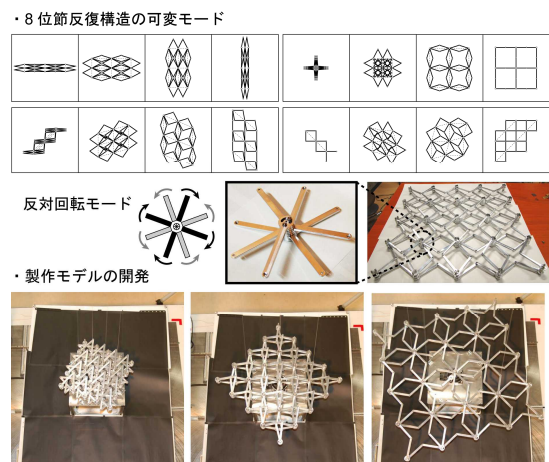 ・8位節反復構造の可変モード
反対回転モード
・製作モデルの開発